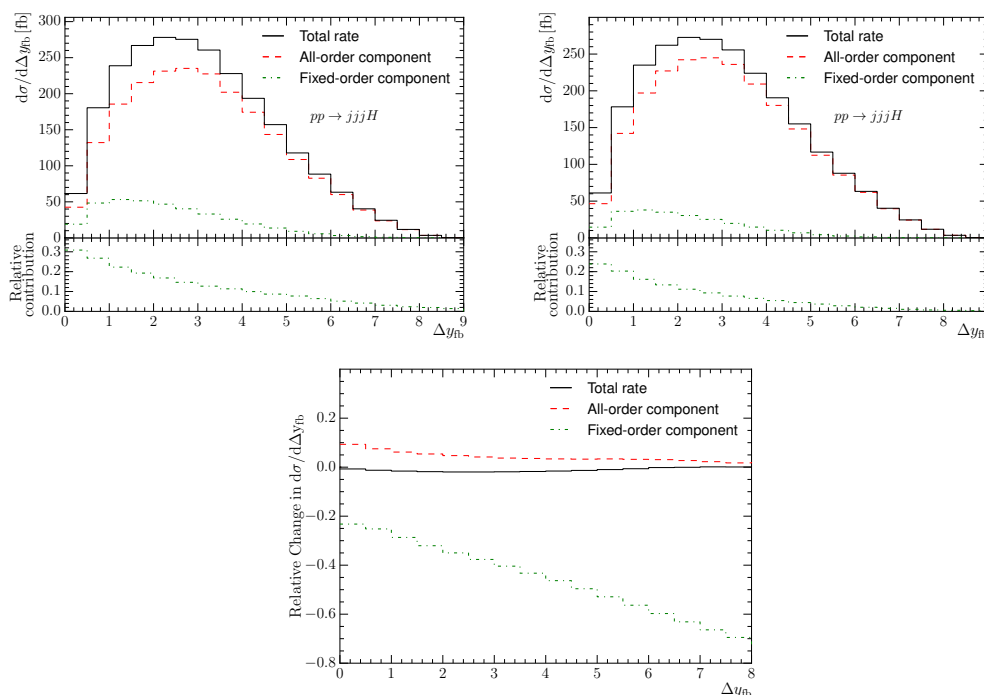 dσ/dΔy_fb [fb]
300
250
200
150
100
50
0
Total rate
All-order component
Fixed-order component
pp → jjjH
Relative
contribution
0.3
0.2
0.1
0.0
0 1 2 3 4 5 6 7 8 9
Δy_fb
dσ/dΔy_fb [fb]
250
200
150
100
50
0
Total rate
All-order component
Fixed-order component
pp → jjjH
Relative
contribution
0.3
0.2
0.1
0.0
0 1 2 3 4 5 6 7 8
Δy_fb
Relative Change in dσ/dΔy_fb
0.2
0.0
−0.2
−0.4
−0.6
−0.8
Total rate
All-order component
Fixed-order component
0 1 2 3 4 5 6 7 8
Δy_fb